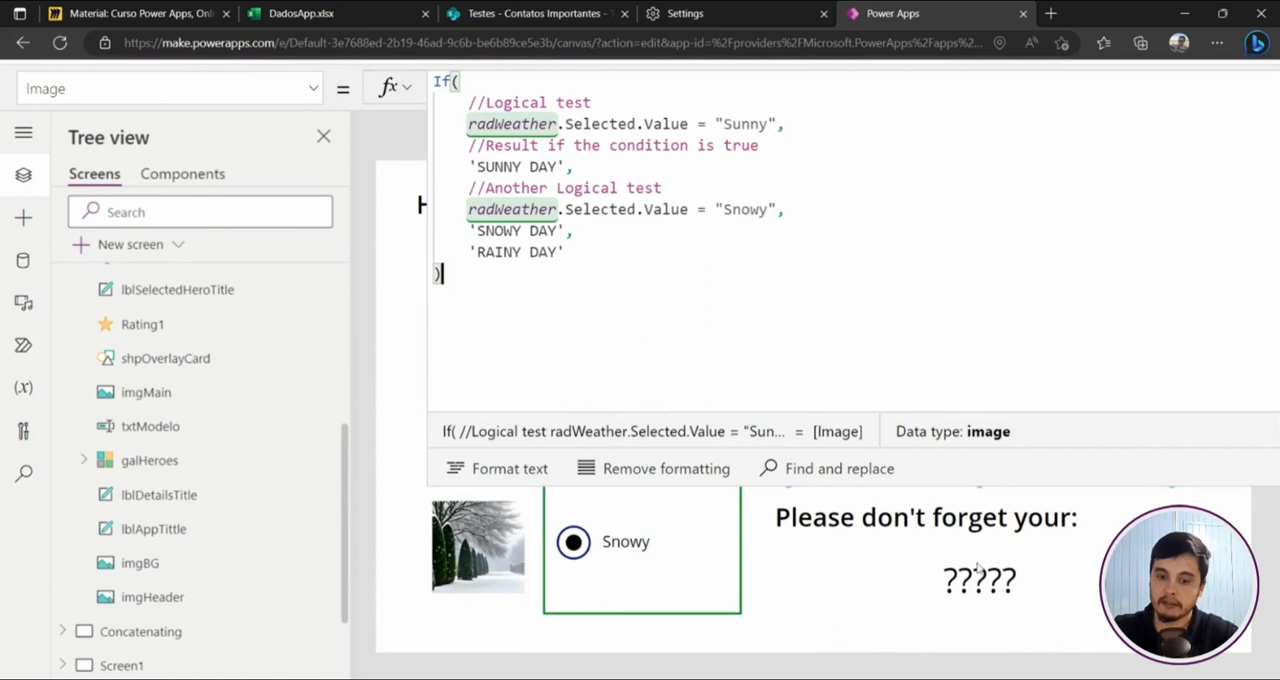 Material: Curso Power Apps, Onl
DadosApp.xlsx
Testes - Contatos Importantes -
Settings
Power Apps
https://make.powerapps.com/e/Default-3e7688ed-2b19-46ad-9c6b-be6b89ce5e3b/canvas/?action=edit&app-id=%2Fproviders%2FMicrosoft.PowerApps%2Fapps%2...
Image
=
fx
If(
//Logical test
radWeather.Selected.Value = "Sunny",
//Result if the condition is true
'SUNNY DAY',
//Another Logical test
radWeather.Selected.Value = "Snowy",
'SNOWY DAY',
'RAINY DAY'
)
Tree view
Screens
Components
Search
New screen
lblSelectedHeroTitle
Rating1
shpOverlayCard
imgMain
txtModelo
galHeroes
lblDetailsTitle
lblAppTittle
imgBG
imgHeader
Concatenating
Screen1
H
If( //Logical test radWeather.Selected.Value = "Sun... = [Image]
Data type: image
Format text
Remove formatting
Find and replace
Snowy
Please don't forget your:
?????